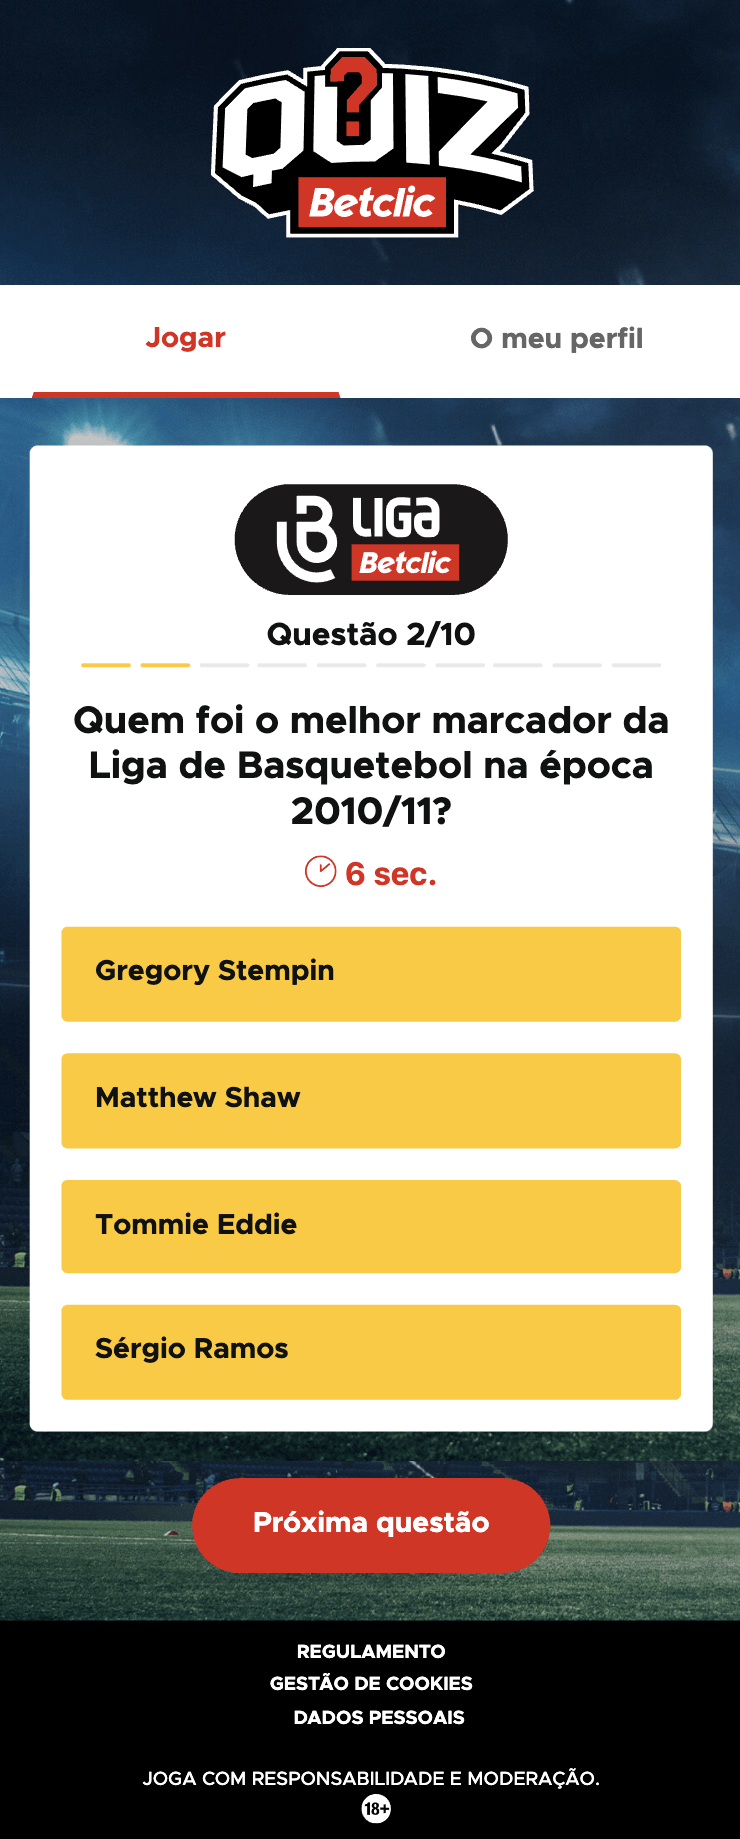 QUIZ
Betclic
Jogar
O meu perfil
LIGA
Betclic
Questão 2/10
Quem foi o melhor marcador da
Liga de Basquetebol na época
2010/11?
6 sec.
Gregory Stempin
Matthew Shaw
Tommie Eddie
Sérgio Ramos
Próxima questão
REGULAMENTO
GESTÃO DE COOKIES
DADOS PESSOAIS
JOGA COM RESPONSABILIDADE E MODERAÇÃO.
18+